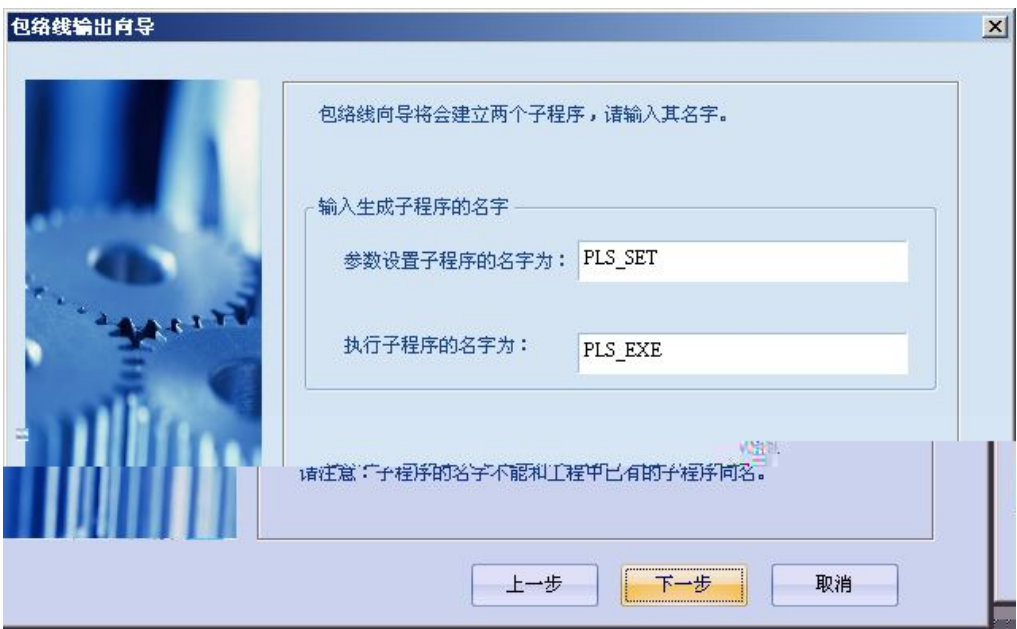 包络线输出向导
包络线向导将会建立两个子程序，请输入其名字。
输入生成子程序的名字
参数设置子程序的名字为： PLS_SET
执行子程序的名字为： PLS_EXE
请注意：子程序的名字不能和工程中已有的子程序同名。
上一步 下一步 取消